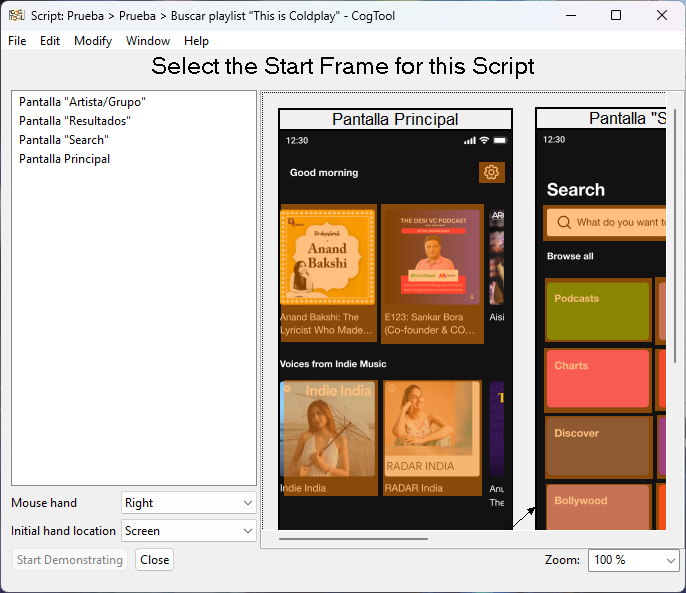 Script: Prueba > Prueba > Buscar playlist "This is Coldplay" - CogTool
File Edit Modify Window Help
Select the Start Frame for this Script
Pantalla "Artista/Grupo"
Pantalla "Resultados"
Pantalla "Search"
Pantalla Principal
Mouse hand Right
Initial hand location Screen
Start Demonstrating Close
Pantalla Principal
12:30
Good morning
Anand
Bakshi
THE DESI VC PODCAST
Anand Bakshi: The
Lyricist Who Made...
E123: Sankar Bora
(Co-founder & CO...
Aisi
Voices from Indie Music
Indie India
RADAR INDIA
Indie India
RADAR India
Anu
The
Pantalla "S
12:30
Search
What do you want to
Browse all
Podcasts
Charts
Discover
Bollywood
Zoom: 100 %